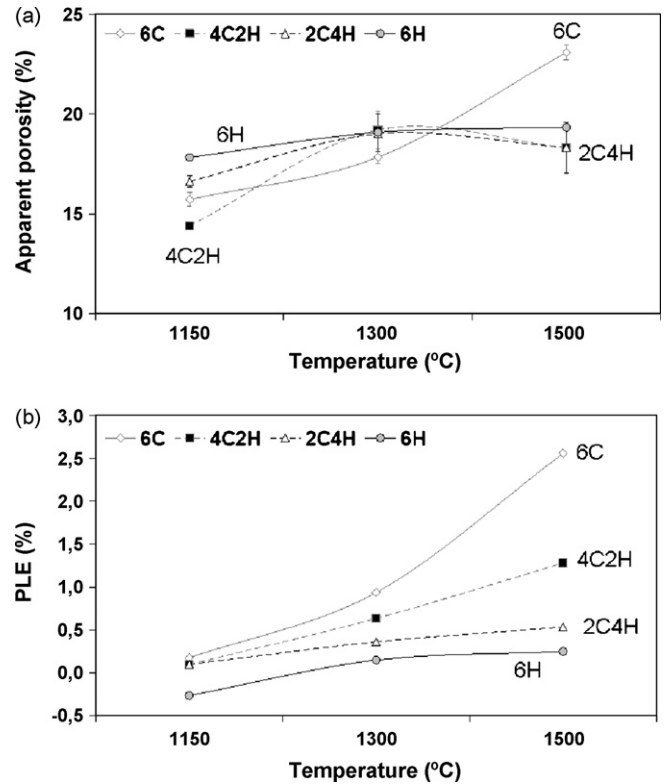 (a)
25
6C 4C2H 2C4H 6H
6C
20
6H
2C4H
15
4C2H
10
Apparent porosity (%)
1150 1300 1500
Temperature (ºC)
(b)
3,0
6C 4C2H 2C4H 6H
2,5
6C
2,0
1,5
4C2H
1,0
0,5
2C4H
6H
0,0
-0,5
PLE (%)
1150 1300 1500
Temperature (ºC)